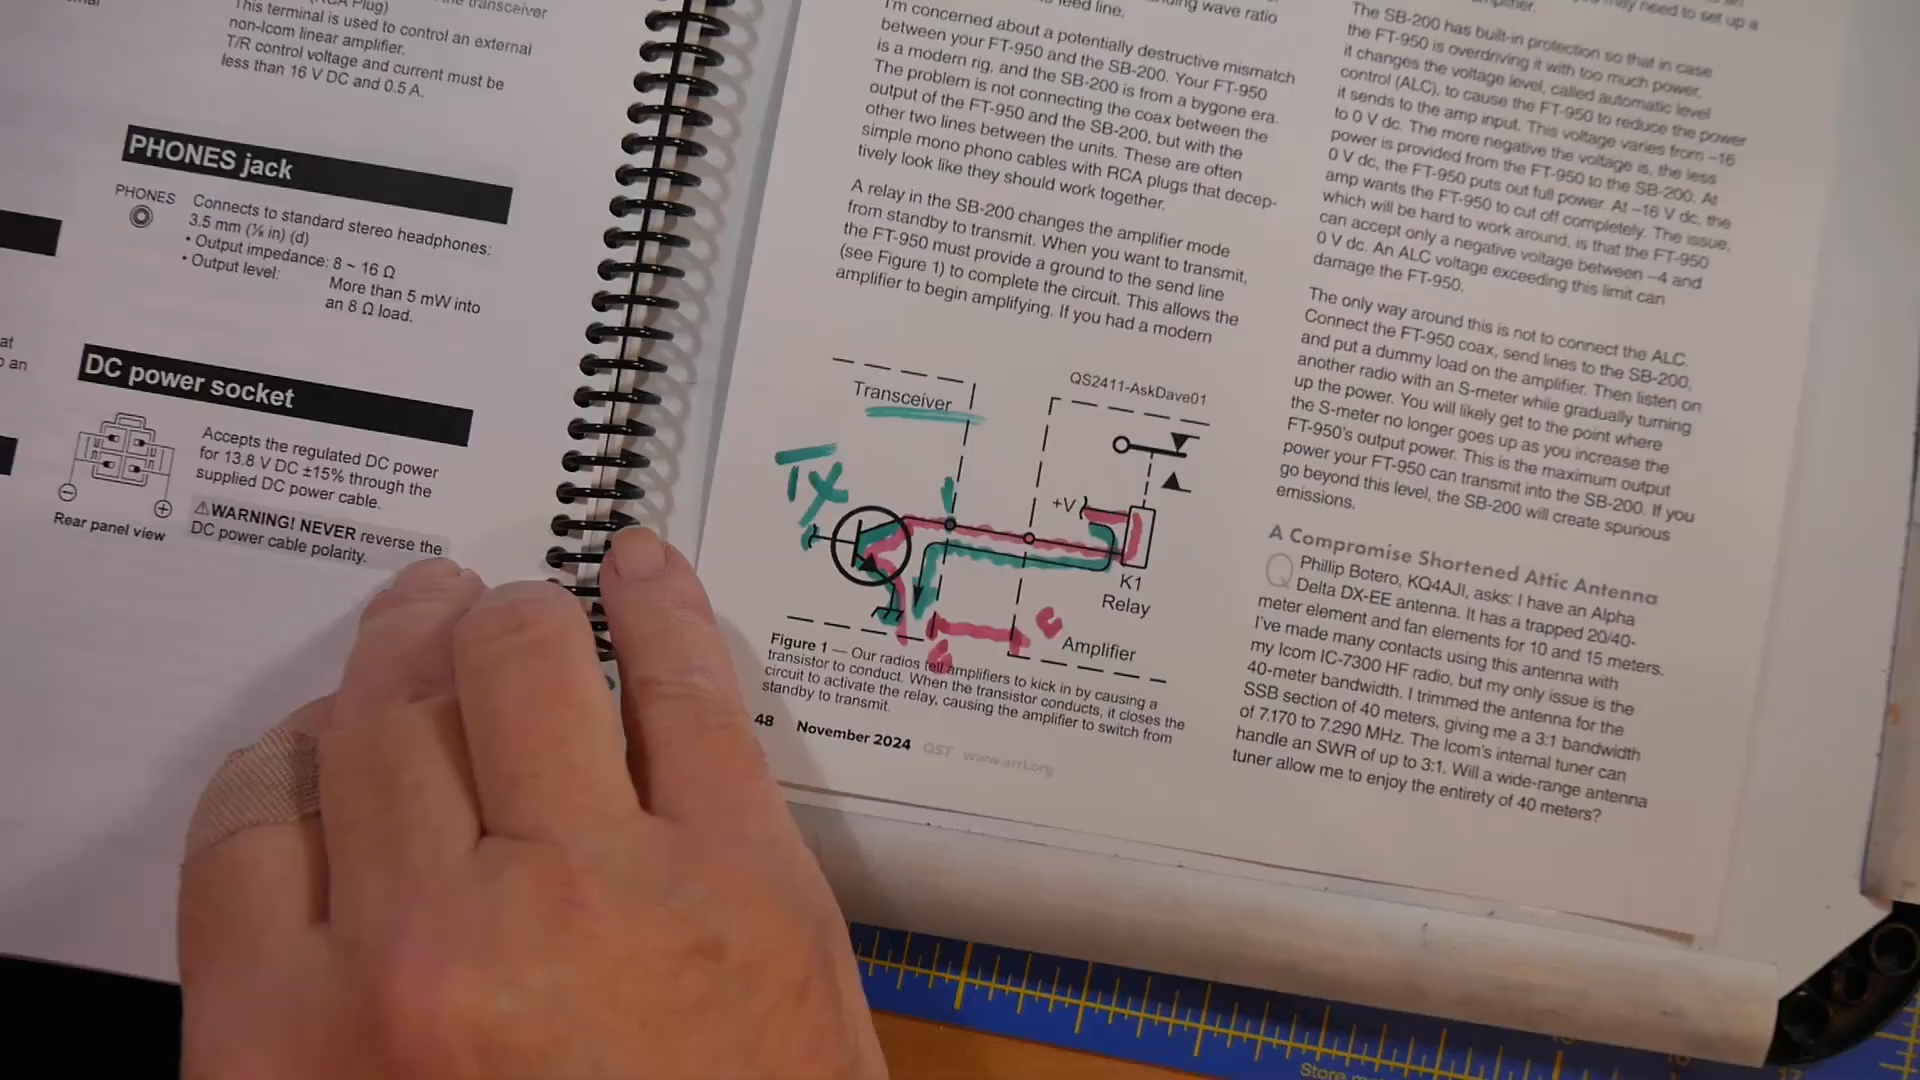 the transceiver
(RCA Plug)
This terminal is used to control an external
non-Icom linear amplifier.
T/R control voltage and current must be
less than 16 V DC and 0.5 A.
PHONES jack
PHONES
Connects to standard stereo headphones:
3.5 mm (⅛ in) (d)
• Output impedance: 8 ~ 16 Ω
• Output level:
More than 5 mW into
an 8 Ω load.
at
an
DC power socket
Accepts the regulated DC power
for 13.8 V DC ±15% through the
supplied DC power cable.
⚠WARNING! NEVER reverse the
DC power cable polarity.
Rear panel view
feed line.
wave ratio
I'm concerned about a potentially destructive mismatch
between your FT-950 and the SB-200. Your FT-950
is a modern rig, and the SB-200 is from a bygone era.
The problem is not connecting the coax between the
output of the FT-950 and the SB-200, but with the
other two lines between the units. These are often
simple mono phono cables with RCA plugs that decep-
tively look like they should work together.
A relay in the SB-200 changes the amplifier mode
from standby to transmit. When you want to transmit,
the FT-950 must provide a ground to the send line
(see Figure 1) to complete the circuit. This allows the
amplifier to begin amplifying. If you had a modern
QS2411-AskDave01
Transceiver
TX
+V
K1
Relay
Amplifier
Figure 1 — Our radios tell amplifiers to kick in by causing a
transistor to conduct. When the transistor conducts, it closes the
circuit to activate the relay, causing the amplifier to switch from
standby to transmit.
48 November 2024 QST www.arrl.org
may need to set up a
amplifier.
The SB-200 has built-in protection so that in case
the FT-950 is overdriving it with too much power,
it changes the voltage level, called automatic level
control (ALC), to cause the FT-950 to reduce the power
it sends to the amp input. This voltage varies from –16
to 0 V dc. The more negative the voltage is, the less
power is provided from the FT-950 to the SB-200. At
0 V dc, the FT-950 puts out full power. At –16 V dc, the
amp wants the FT-950 to cut off completely. The issue,
which will be hard to work around, is that the FT-950
can accept only a negative voltage between –4 and
0 V dc. An ALC voltage exceeding this limit can
damage the FT-950.
The only way around this is not to connect the ALC.
Connect the FT-950 coax, send lines to the SB-200,
and put a dummy load on the amplifier. Then listen on
another radio with an S-meter while gradually turning
up the power. You will likely get to the point where
the S-meter no longer goes up as you increase the
FT-950's output power. This is the maximum output
power your FT-950 can transmit into the SB-200. If you
go beyond this level, the SB-200 will create spurious
emissions.
A Compromise Shortened Attic Antenna
Q Phillip Botero, KQ4AJI, asks: I have an Alpha
Delta DX-EE antenna. It has a trapped 20/40-
meter element and fan elements for 10 and 15 meters.
I've made many contacts using this antenna with
my Icom IC-7300 HF radio, but my only issue is the
40-meter bandwidth. I trimmed the antenna for the
SSB section of 40 meters, giving me a 3:1 bandwidth
of 7.170 to 7.290 MHz. The Icom's internal tuner can
handle an SWR of up to 3:1. Will a wide-range antenna
tuner allow me to enjoy the entirety of 40 meters?
Store